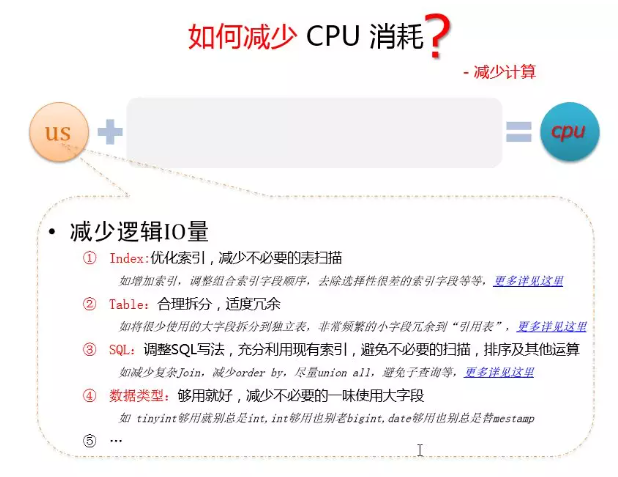 如何减少 CPU 消耗?
- 减少计算
us + = cpu
• 减少逻辑IO量
① Index:优化索引，减少不必要的表扫描
如增加索引，调整组合索引字段顺序，去除选择性很差的索引字段等等，更多详见这里
② Table：合理拆分，适度冗余
如将很少使用的大字段拆分到独立表，非常频繁的小字段冗余到“引用表”，更多详见这里
③ SQL：调整SQL写法，充分利用现有索引，避免不必要的扫描，排序及其他运算
如减少复杂Join，减少order by，尽量union all，避免子查询等，更多详见这里
④ 数据类型：够用就好，减少不必要的一味使用大字段
如 tinyint够用就别总是int,int够用也别老bigint,date够用也别总是替mestamp
⑤ …